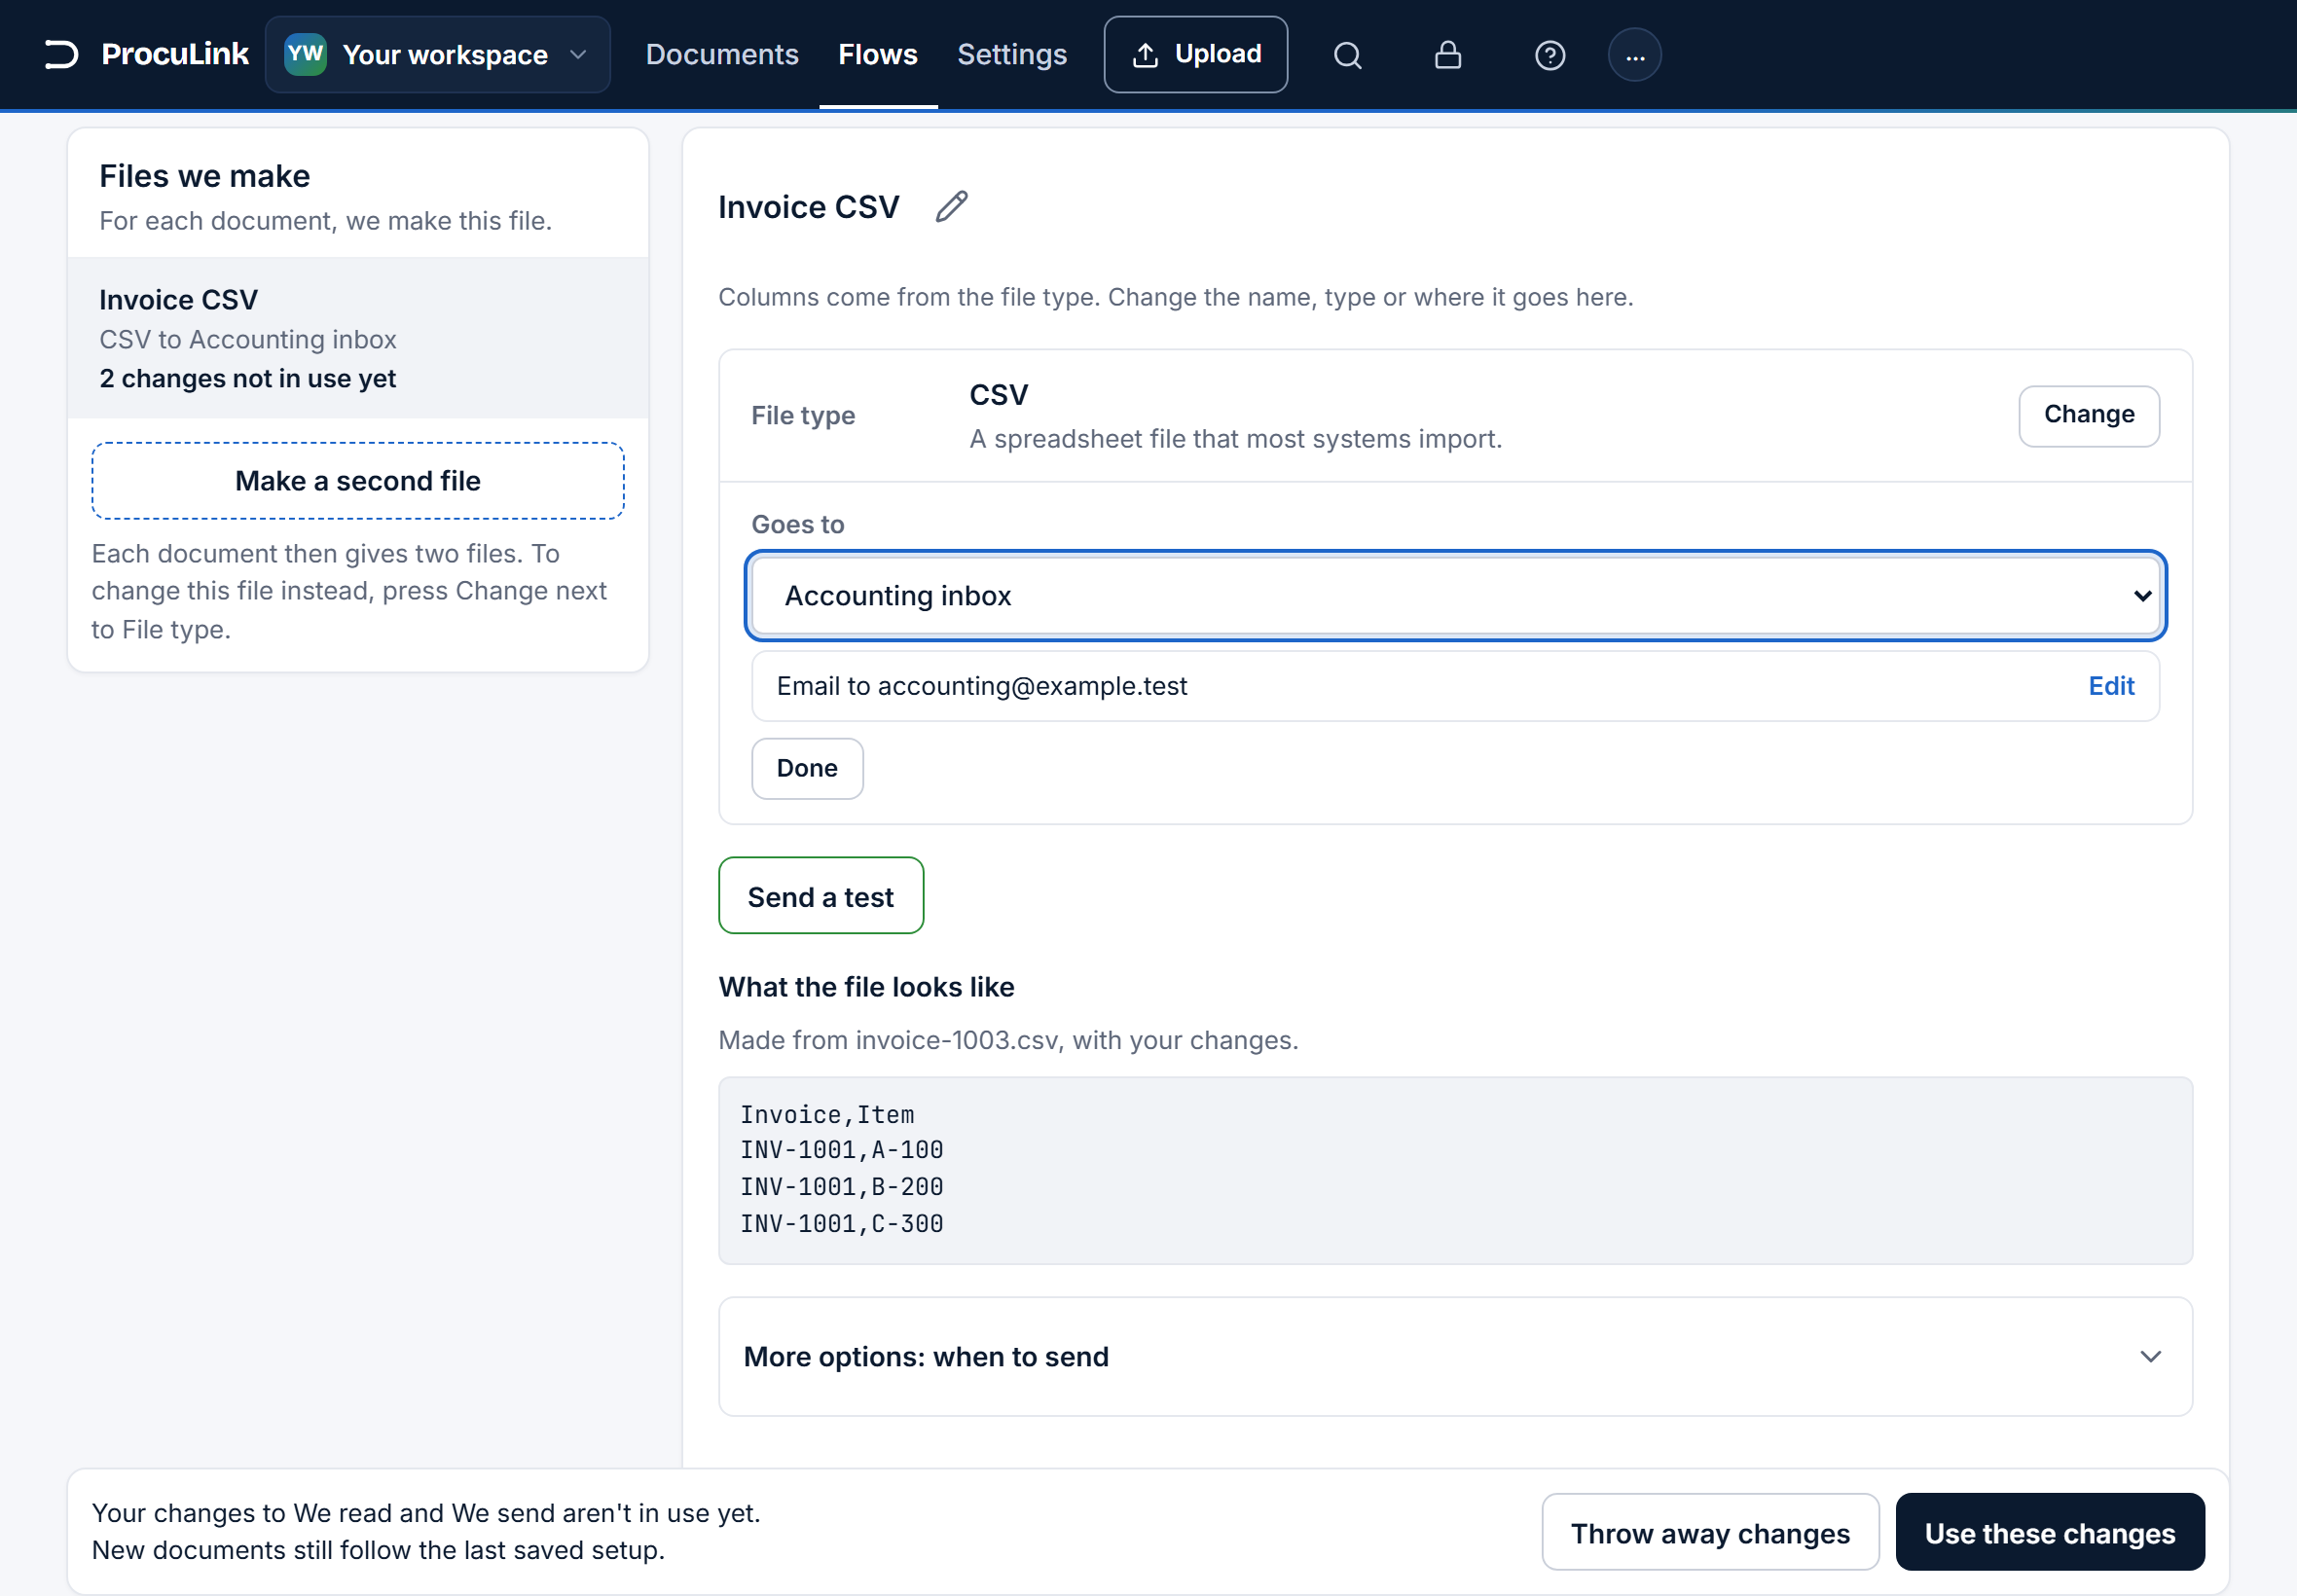 ProcuLink
YW Your workspace
Documents
Flows
Settings
Upload
...
Files we make
For each document, we make this file.
Invoice CSV
CSV to Accounting inbox
2 changes not in use yet
Make a second file
Each document then gives two files. To
change this file instead, press Change next
to File type.
Invoice CSV
Columns come from the file type. Change the name, type or where it goes here.
File type
CSV
A spreadsheet file that most systems import.
Change
Goes to
Accounting inbox
Email to accounting@example.test
Edit
Done
Send a test
What the file looks like
Made from invoice-1003.csv, with your changes.
Invoice,Item
INV-1001,A-100
INV-1001,B-200
INV-1001,C-300
More options: when to send
Your changes to We read and We send aren't in use yet.
New documents still follow the last saved setup.
Throw away changes
Use these changes